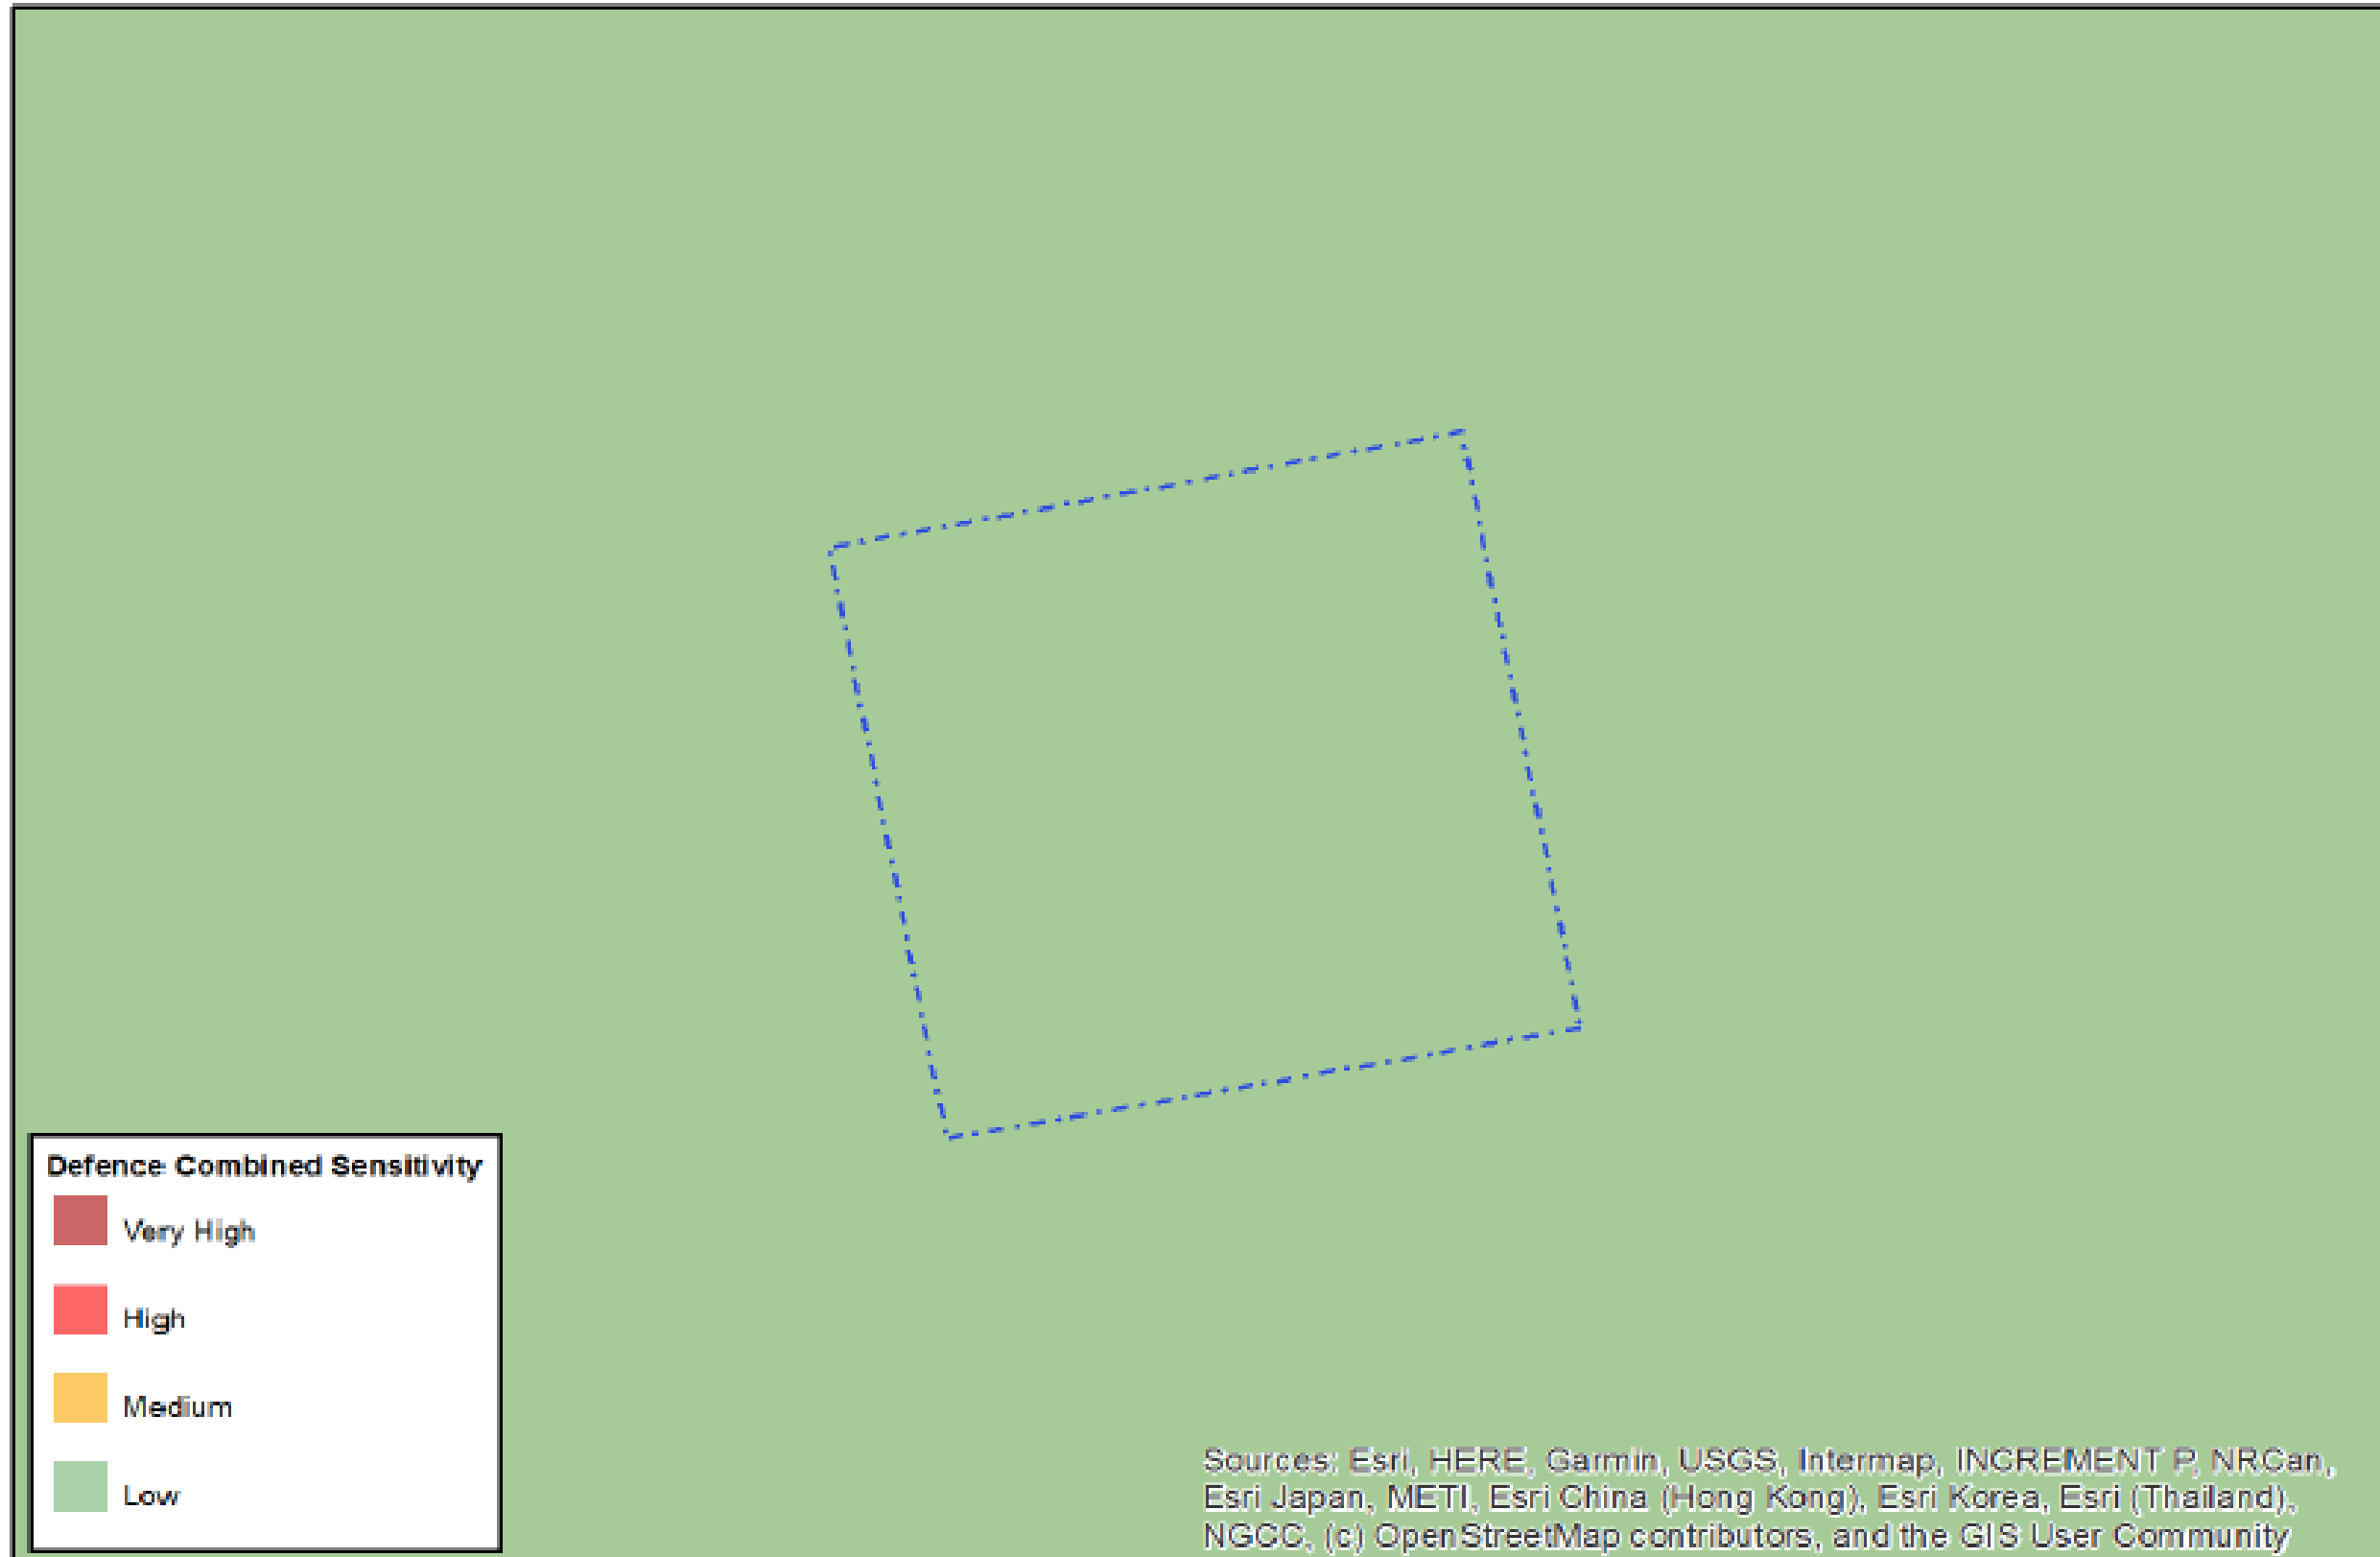 Defence Combined Sensitivity
Very High
High
Medium
Low
Sources: Esri, HERE, Garmin, USGS, Intermap, INCREMENT P, NRCan,
Esri Japan, METI, Esri China (Hong Kong), Esri Korea, Esri (Thailand),
NGCC, (c) OpenStreetMap contributors, and the GIS User Community